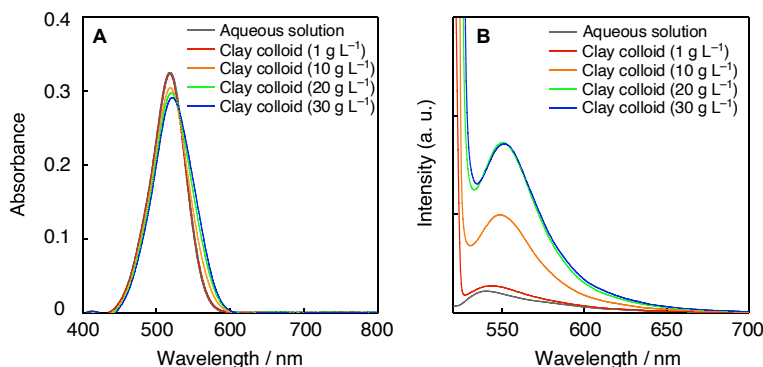 A
Aqueous solution
Clay colloid (1 g L⁻¹)
Clay colloid (10 g L⁻¹)
Clay colloid (20 g L⁻¹)
Clay colloid (30 g L⁻¹)
0.4
0.3
0.2
0.1
0
Absorbance
400 500 600 700 800
Wavelength / nm
B
Aqueous solution
Clay colloid (1 g L⁻¹)
Clay colloid (10 g L⁻¹)
Clay colloid (20 g L⁻¹)
Clay colloid (30 g L⁻¹)
Intensity (a. u.)
550 600 650 700
Wavelength / nm